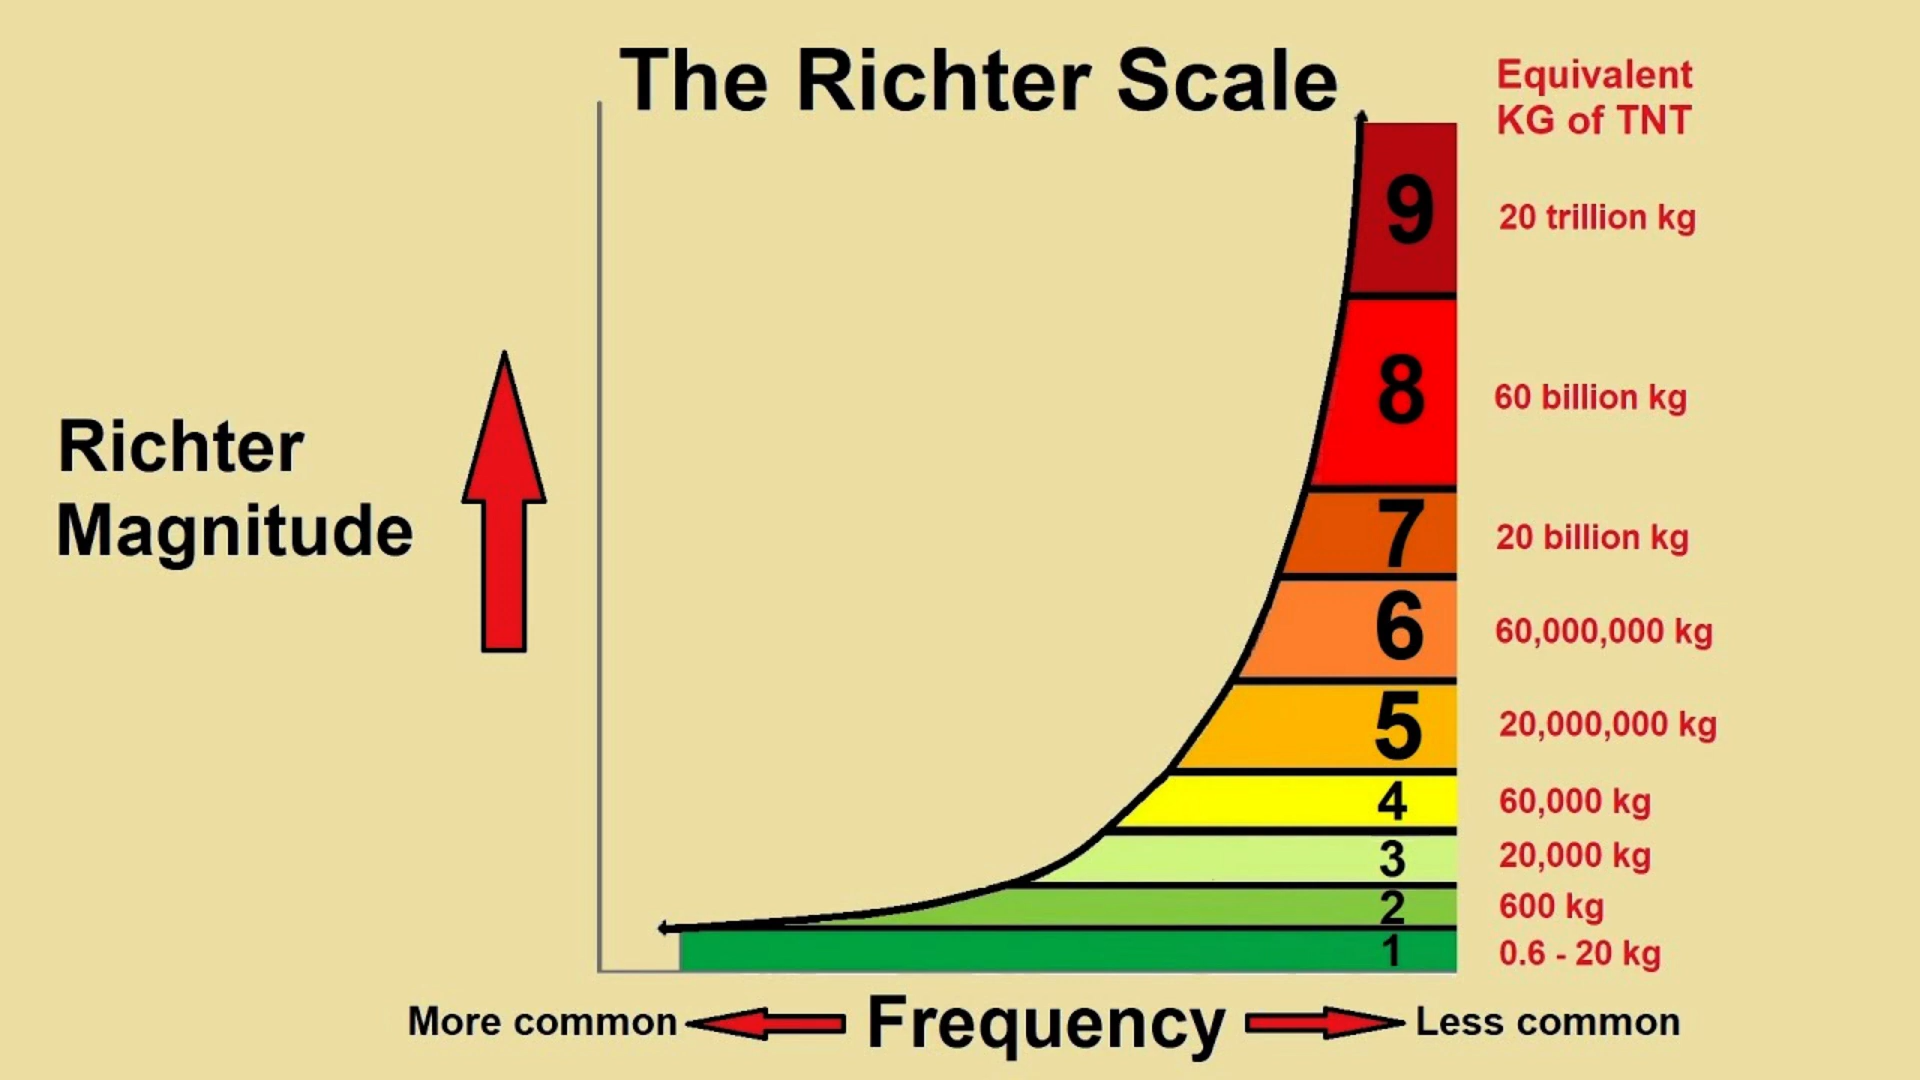 The Richter Scale
Equivalent
KG of TNT
9
20 trillion kg
8
60 billion kg
Richter
Magnitude
7
20 billion kg
6
60,000,000 kg
5
20,000,000 kg
4
60,000 kg
3
20,000 kg
2
600 kg
1
0.6 - 20 kg
More common Frequency Less common